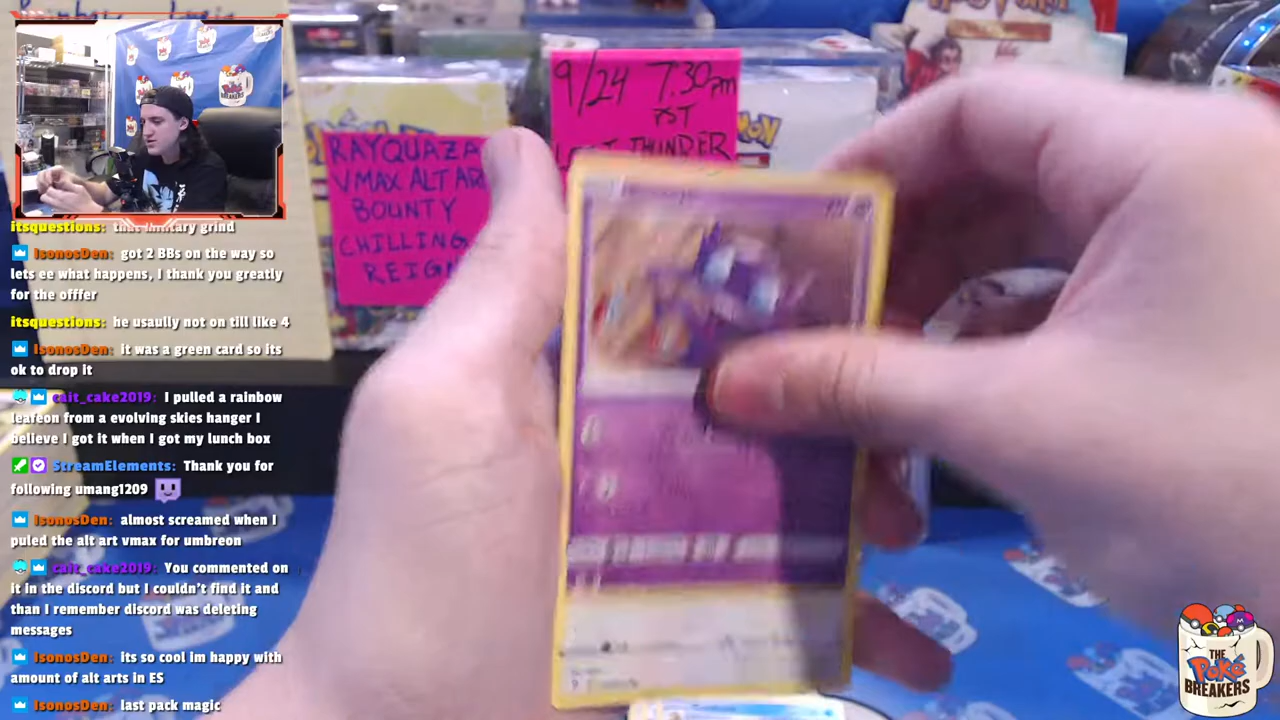 itsquestions: that military grind
IsonosDen: got 2 BBs on the way so
lets ee what happens, I thank you greatly
for the offfer
itsquestions: he usaully not on till like 4
IsonosDen: it was a green card so its
ok to drop it
cait_cake2019: I pulled a rainbow
leafeon from a evolving skies hanger I
believe I got it when I got my lunch box
StreamElements: Thank you for
following umang1209
IsonosDen: almost screamed when I
puled the alt art vmax for umbreon
cait_cake2019: You commented on
it in the discord but I couldn't find it and
than I remember discord was deleting
messages
IsonosDen: its so cool im happy with
amount of alt arts in ES
IsonosDen: last pack magic
RAYQUAZA
VMAX ALT AR
BOUNTY
CHILLING
REIGN
9/24 7:30pm
PST
THUNDER
THE
POKÉ
BREAKERS